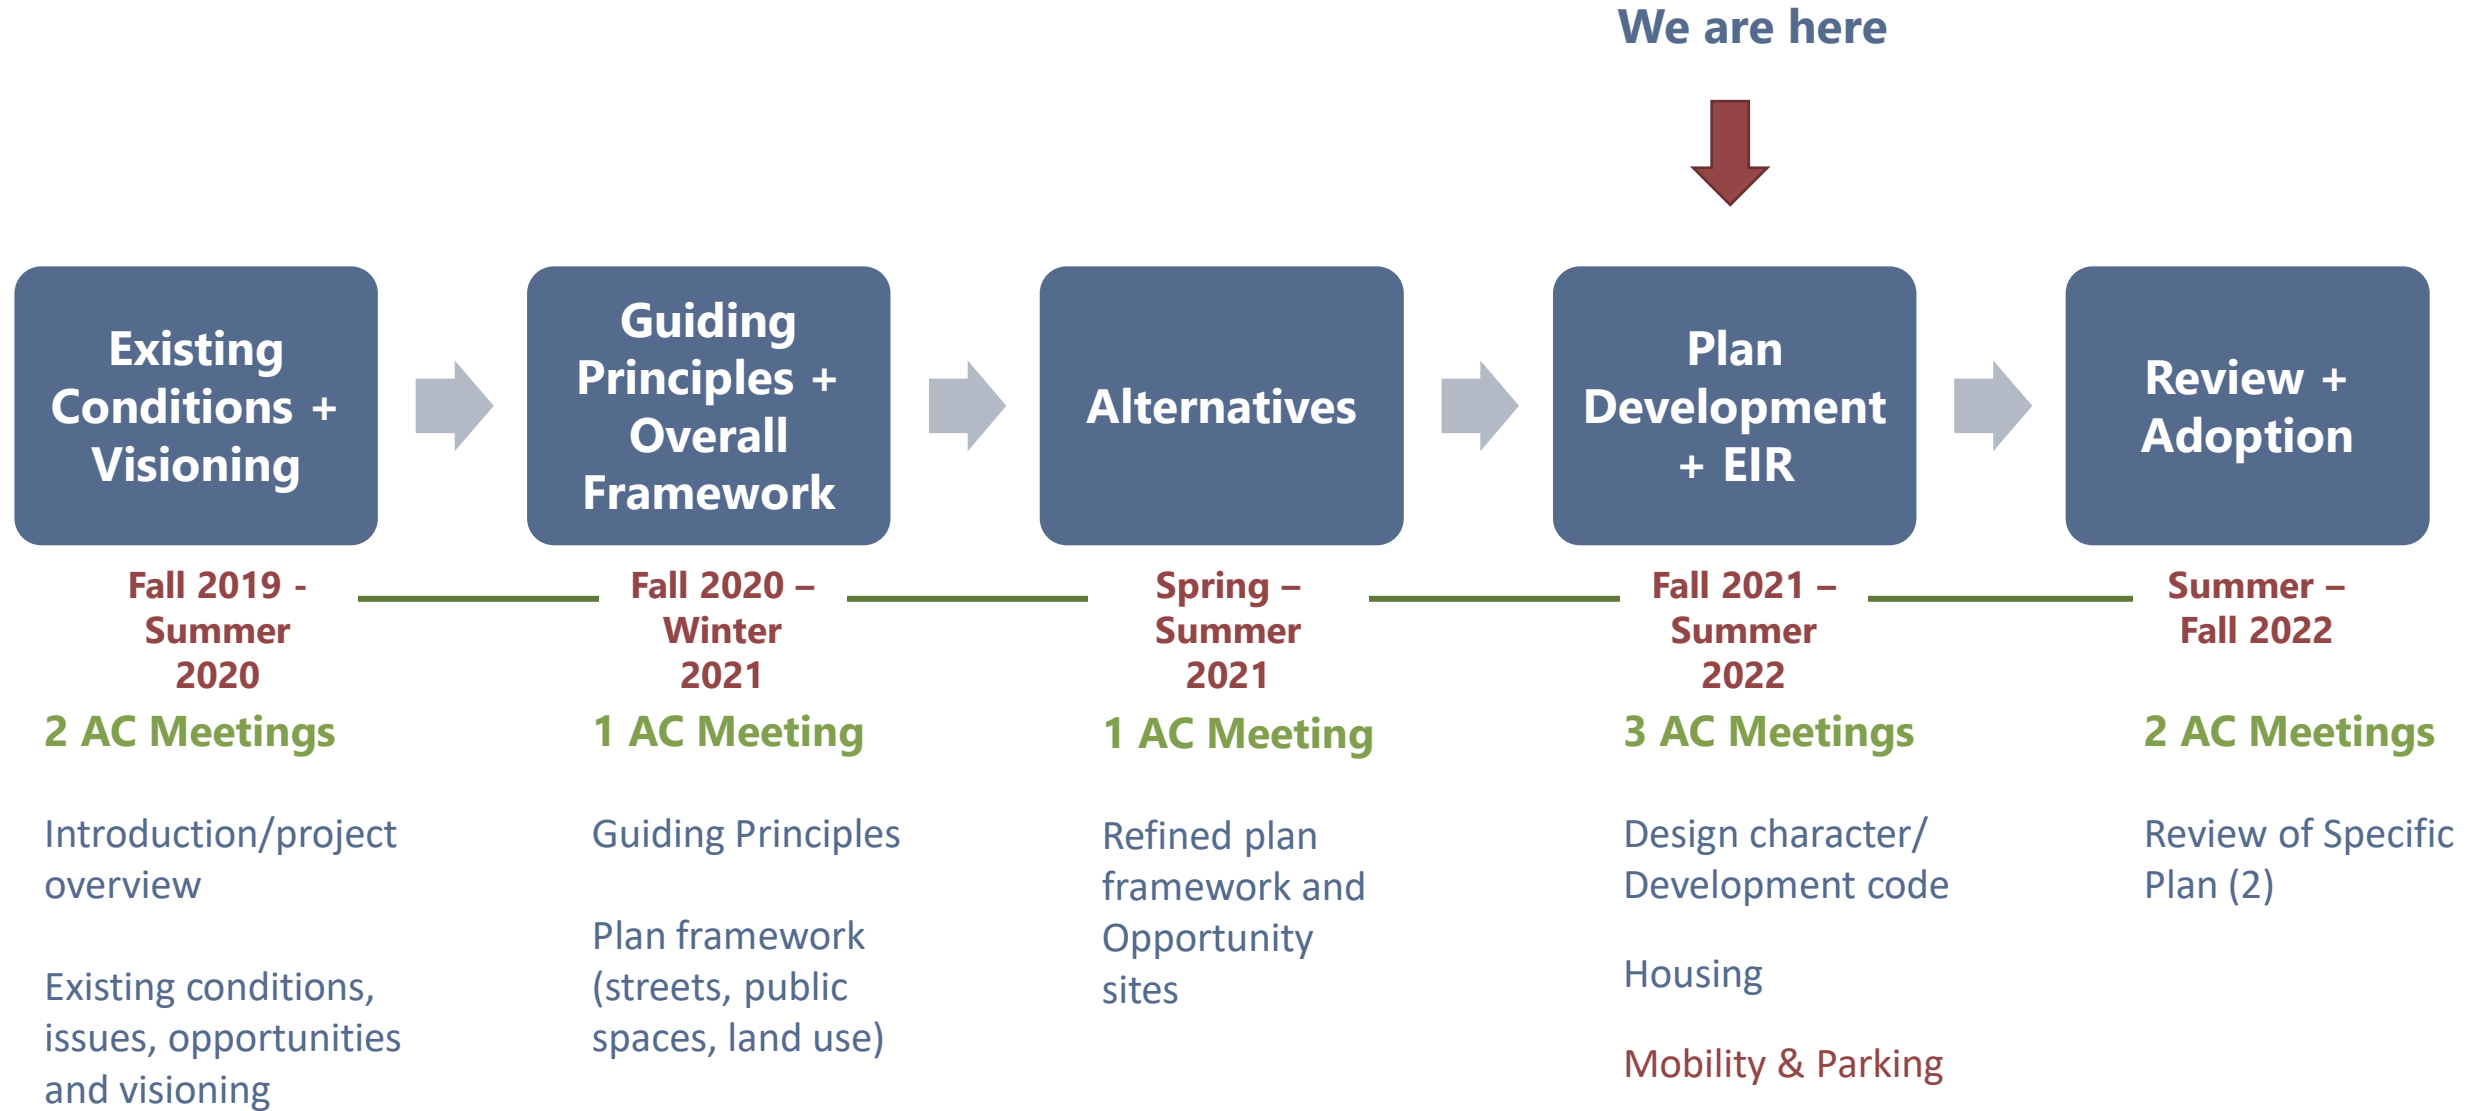 We are here
Existing
Conditions +
Visioning
Guiding
Principles +
Overall
Framework
Alternatives
Plan
Development
+ EIR
Review +
Adoption
Fall 2019 -
Summer
2020
Fall 2020 –
Winter
2021
Spring –
Summer
2021
Fall 2021 –
Summer
2022
Summer –
Fall 2022
2 AC Meetings
1 AC Meeting
1 AC Meeting
3 AC Meetings
2 AC Meetings
Introduction/project
overview
Existing conditions,
issues, opportunities
and visioning
Guiding Principles
Plan framework
(streets, public
spaces, land use)
Refined plan
framework and
Opportunity
sites
Design character/
Development code
Housing
Mobility & Parking
Review of Specific
Plan (2)